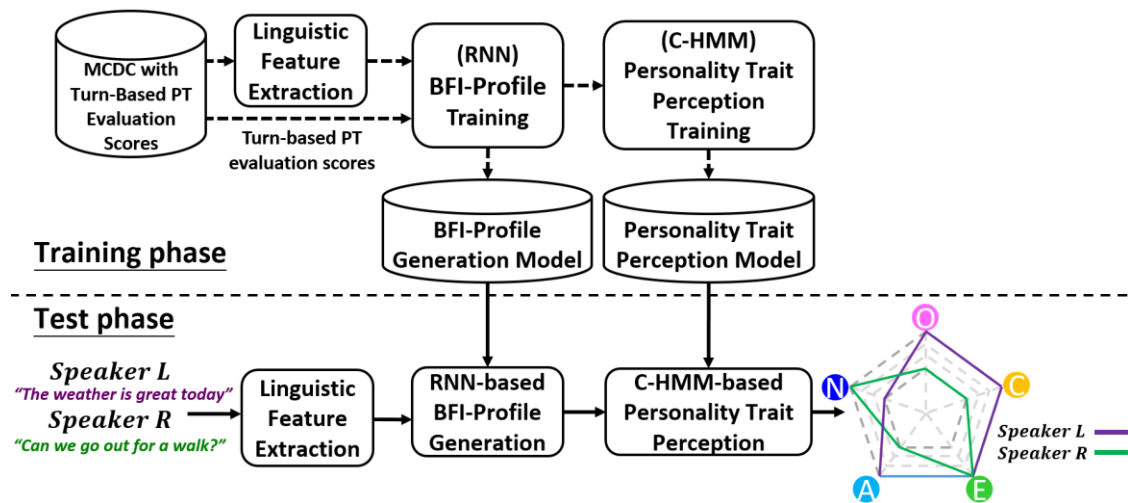 MCDC with
Turn-Based PT
Evaluation
Scores
Linguistic
Feature
Extraction
Turn-based PT
evaluation scores
(RNN)
BFI-Profile
Training
(C-HMM)
Personality Trait
Perception
Training
BFI-Profile
Generation Model
Personality Trait
Perception Model
Training phase
Test phase
Speaker L
“The weather is great today”
Speaker R
“Can we go out for a walk?”
Linguistic
Feature
Extraction
RNN-based
BFI-Profile
Generation
C-HMM-based
Personality Trait
Perception
O
N
C
A
E
Speaker L
Speaker R